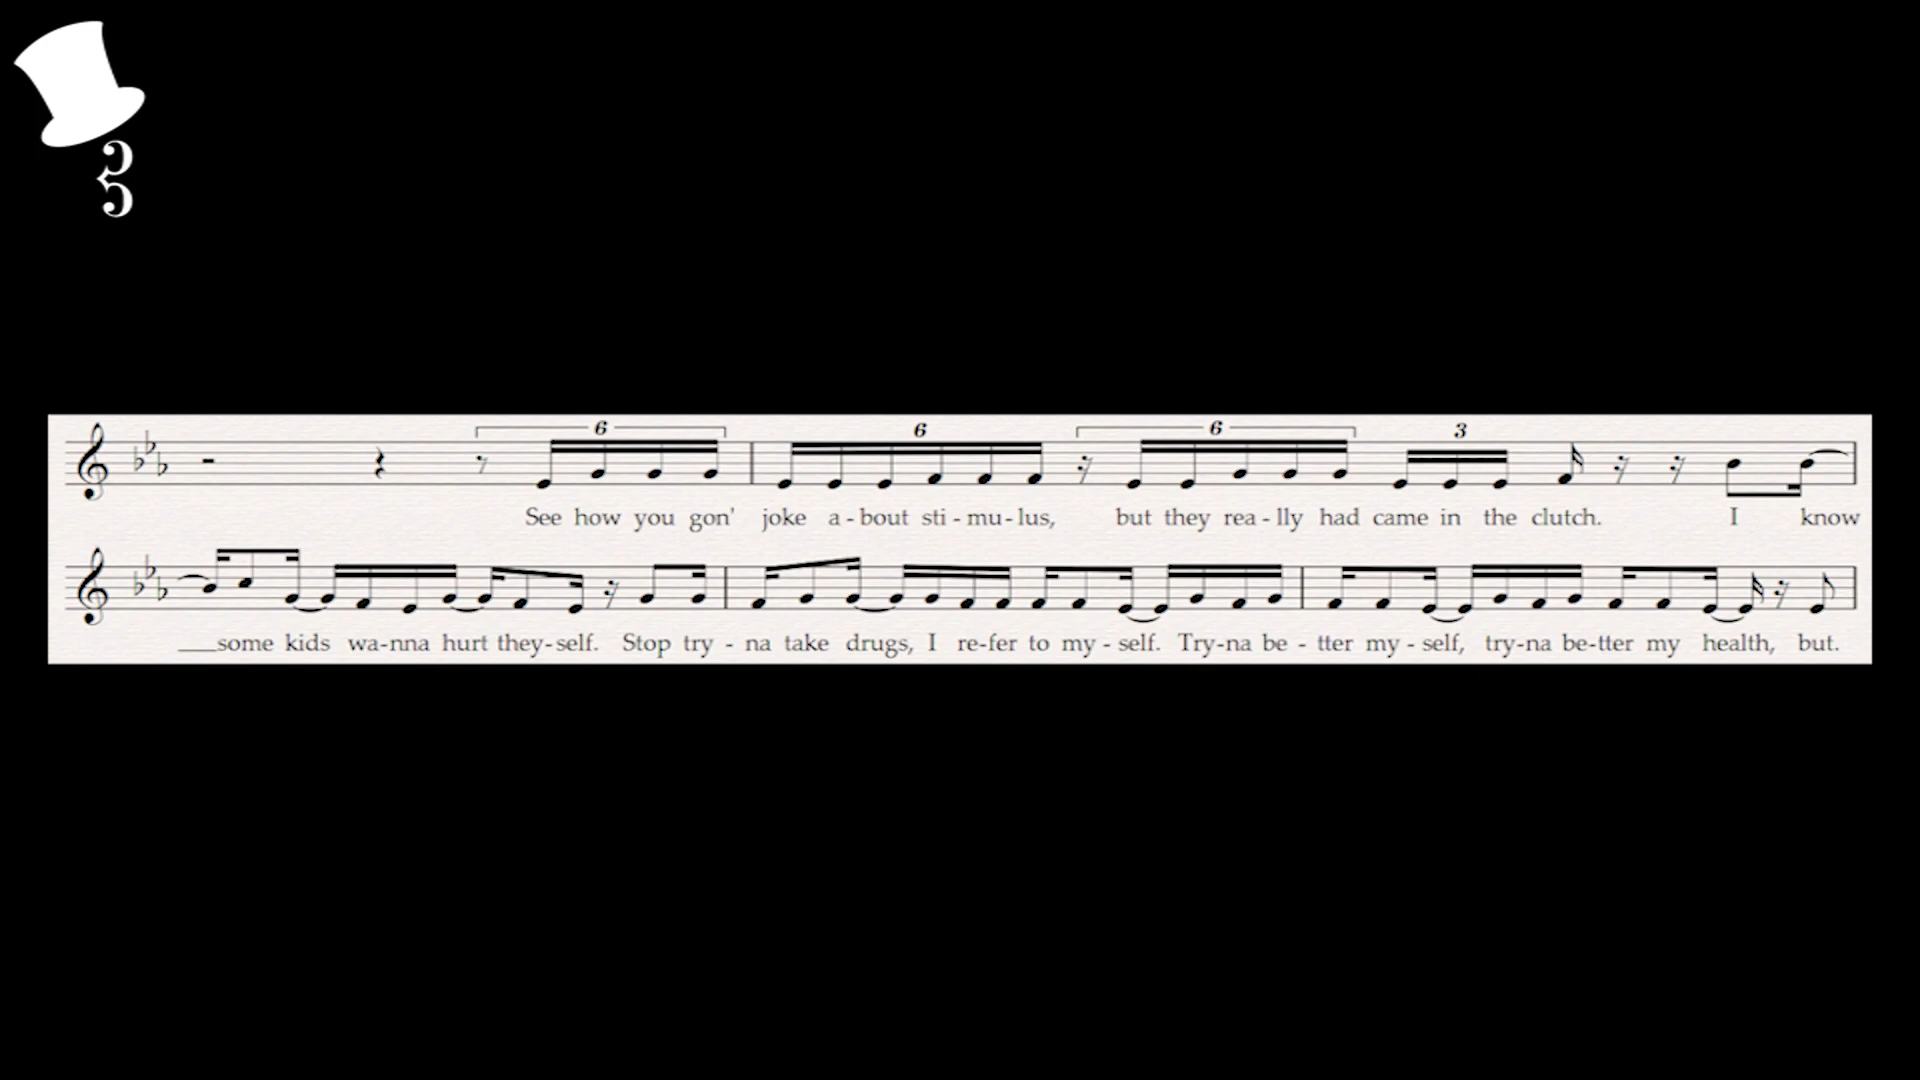 6 6 6 3
See how you gon' joke a - bout sti - mu - lus, but they rea - lly had came in the clutch. I know
___some kids wa - nna hurt they - self. Stop try - na take drugs, I re - fer to my - self. Try - na be - tter my - self, try - na be - tter my health, but.